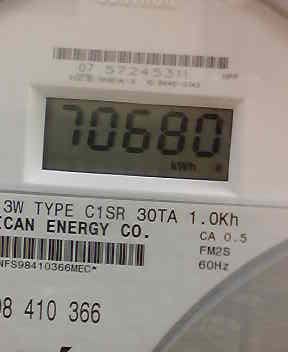 07 57245311
70680
kWh
3W TYPE C1SR 30TA 1.0Kh
ICAN ENERGY CO.
CA 0.5
FM2S
60Hz
NFS98410366MEC*
98 410 366